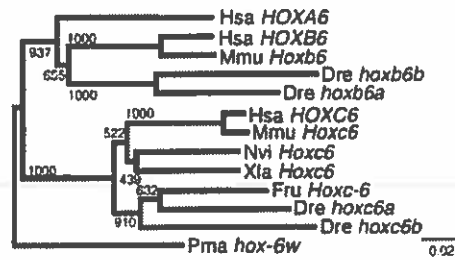 Hsa HOXA6
Hsa HOXB6
1000
937
Mmu Hoxb6
655
Dre hoxb6b
1000
Dre hoxb6a
1000
Hsa HOXC6
Mmu Hoxc6
522
Nvi Hoxc6
1000
439
Xla Hoxc6
632
Fru Hoxc-6
Dre hoxc6a
910
Dre hoxc6b
Pma hox-6w
0.02